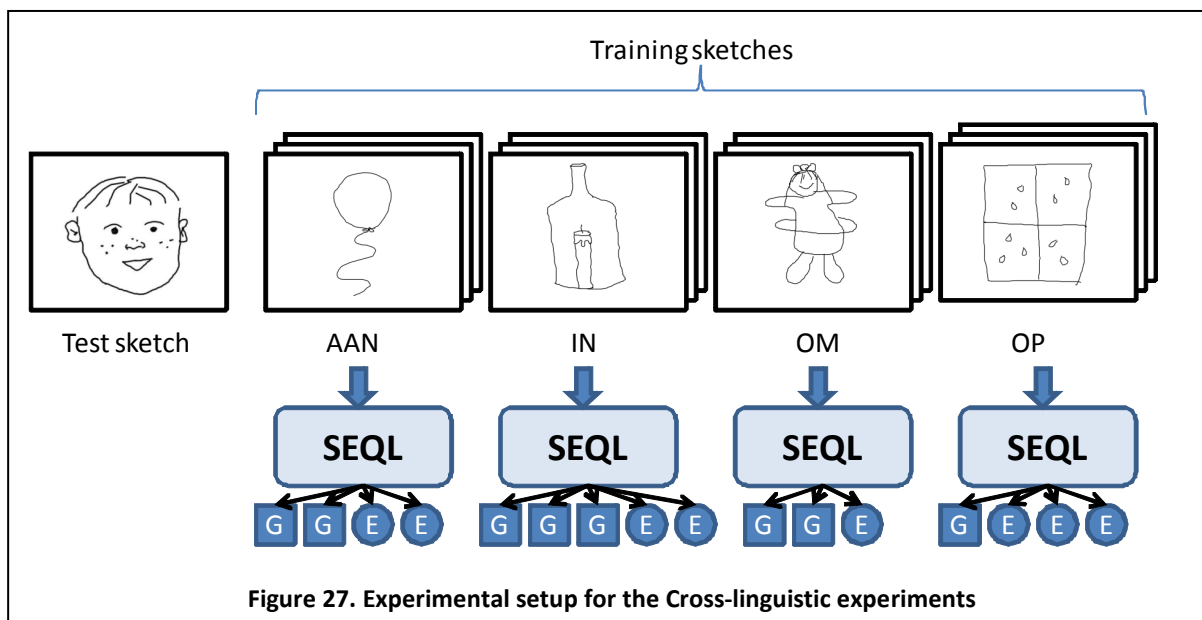 Training sketches
Test sketch AAN IN OM OP
SEQL SEQL SEQL SEQL
G G E E G G G E E G G E G E E E
Figure 27. Experimental setup for the Cross-linguistic experiments